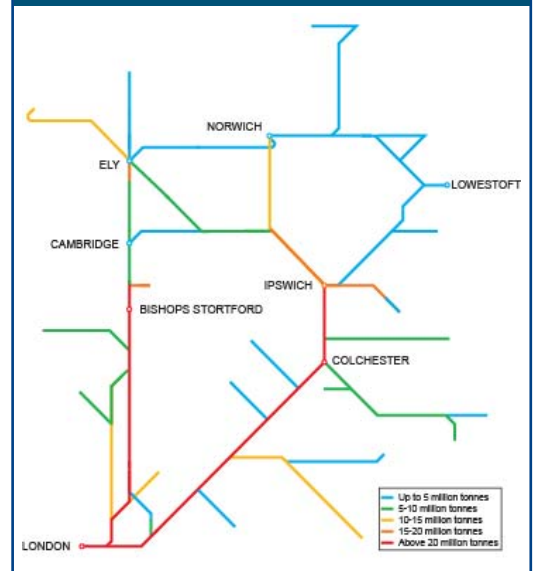 NORWICH
ELY
LOWESTOFT
CAMBRIDGE
IPSWICH
BISHOPS STORTFORD
COLCHESTER
Up to 5 million tonnes
5-10 million tonnes
10-15 million tonnes
15-20 million tonnes
Above 20 million tonnes
LONDON